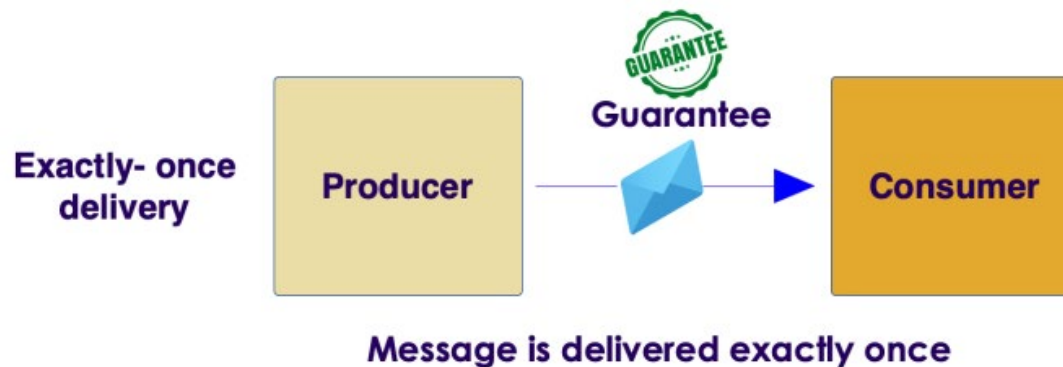 GUARANTEE
Guarantee
Exactly- once
delivery
Producer
Consumer
Message is delivered exactly once